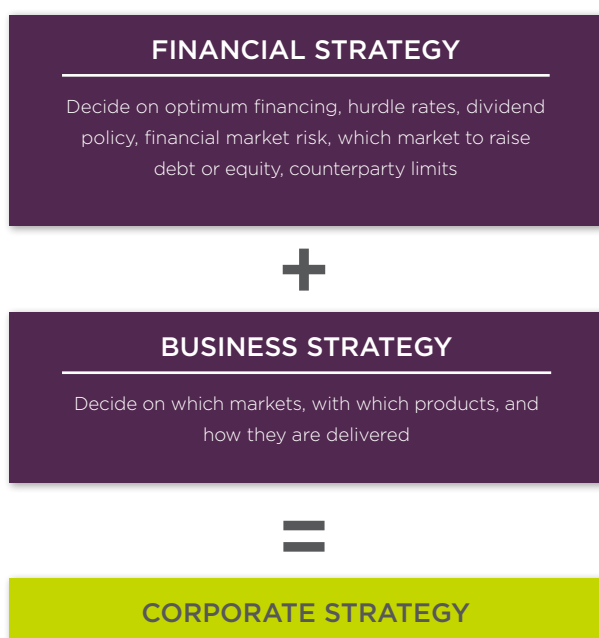 FINANCIAL STRATEGY
Decide on optimum financing, hurdle rates, dividend
policy, financial market risk, which market to raise
debt or equity, counterparty limits
+
BUSINESS STRATEGY
Decide on which markets, with which products, and
how they are delivered
=
CORPORATE STRATEGY